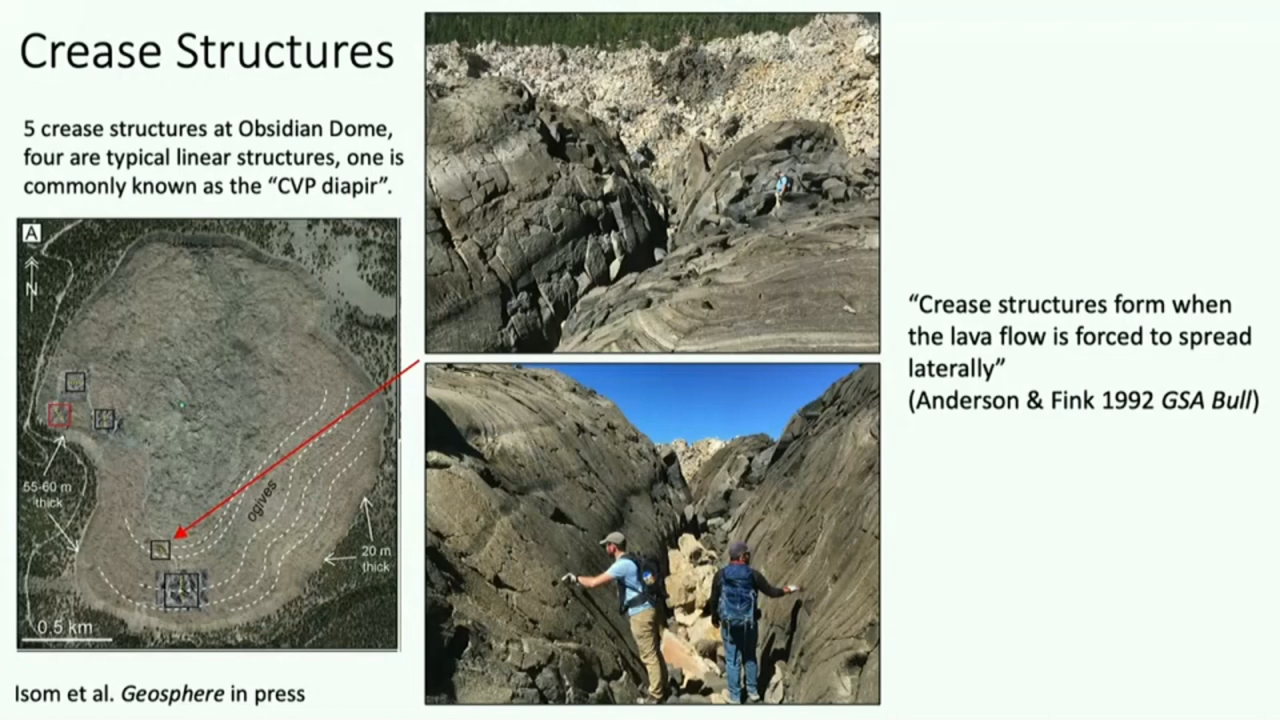 Crease Structures
5 crease structures at Obsidian Dome,
four are typical linear structures, one is
commonly known as the “CVP diapir”.
A
N
55-60 m
thick
ogives
20 m
thick
0.5 km
Isom et al. Geosphere in press
“Crease structures form when
the lava flow is forced to spread
laterally”
(Anderson & Fink 1992 GSA Bull)